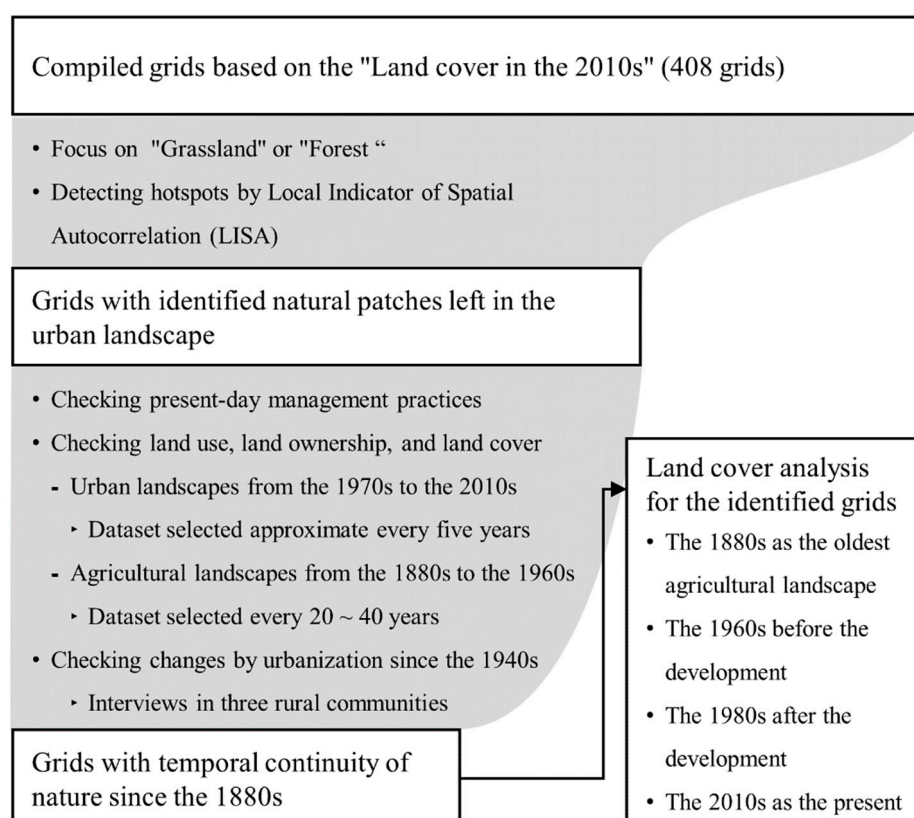 Compiled grids based on the "Land cover in the 2010s" (408 grids)
• Focus on "Grassland" or "Forest “
• Detecting hotspots by Local Indicator of Spatial
Autocorrelation (LISA)
Grids with identified natural patches left in the
urban landscape
• Checking present-day management practices
• Checking land use, land ownership, and land cover
- Urban landscapes from the 1970s to the 2010s
‣ Dataset selected approximate every five years
- Agricultural landscapes from the 1880s to the 1960s
‣ Dataset selected every 20 ~ 40 years
• Checking changes by urbanization since the 1940s
‣ Interviews in three rural communities
Grids with temporal continuity of
nature since the 1880s
Land cover analysis
for the identified grids
• The 1880s as the oldest
agricultural landscape
• The 1960s before the
development
• The 1980s after the
development
• The 2010s as the present